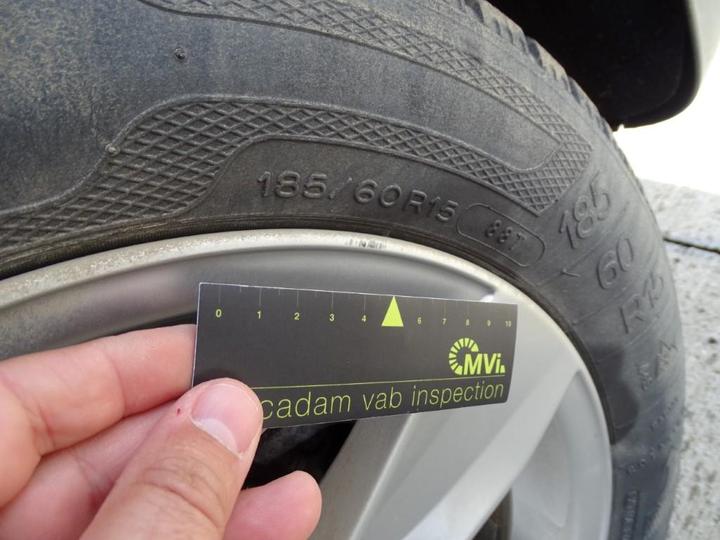 185/60R15 88T
185
60
R15
0 1 2 3 4 6 7 8 9 10
MVi.
cadam vab inspection